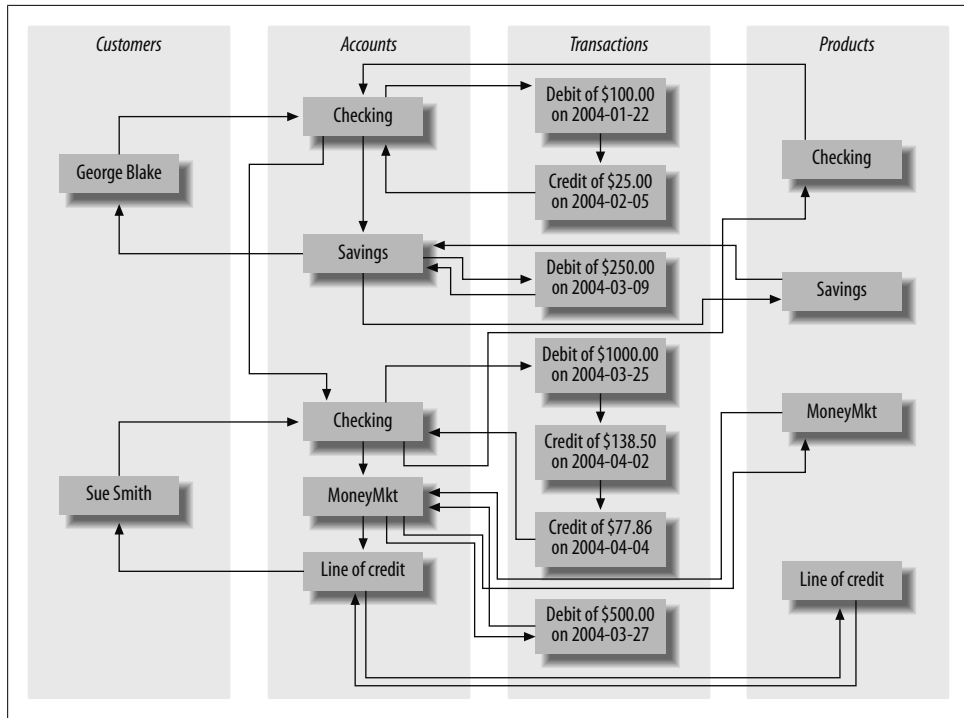 Customers
Accounts
Transactions
Products
Checking
Debit of $100.00
on 2004-01-22
George Blake
Credit of $25.00
on 2004-02-05
Checking
Savings
Debit of $250.00
on 2004-03-09
Savings
Debit of $1000.00
on 2004-03-25
Checking
MoneyMkt
Credit of $138.50
on 2004-04-02
Sue Smith
MoneyMkt
Credit of $77.86
on 2004-04-04
Line of credit
Line of credit
Debit of $500.00
on 2004-03-27